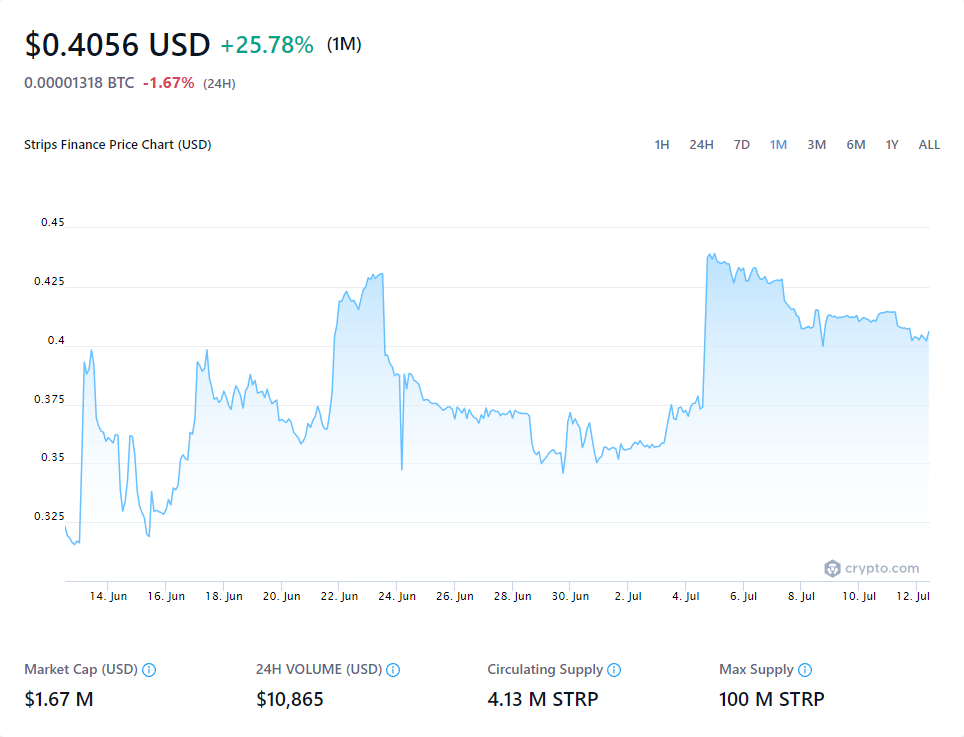 $0.4056 USD +25.78% (1M)
0.00001318 BTC -1.67% (24H)
Strips Finance Price Chart (USD) 1H 24H 7D 1M 3M 6M 1Y ALL
0.45
0.425
0.4
0.375
0.35
0.325
crypto.com
14. Jun 16. Jun 18. Jun 20. Jun 22. Jun 24. Jun 26. Jun 28. Jun 30. Jun 2. Jul 4. Jul 6. Jul 8. Jul 10. Jul 12. Jul
Market Cap (USD) 24H VOLUME (USD) Circulating Supply Max Supply
$1.67 M $10,865 4.13 M STRP 100 M STRP